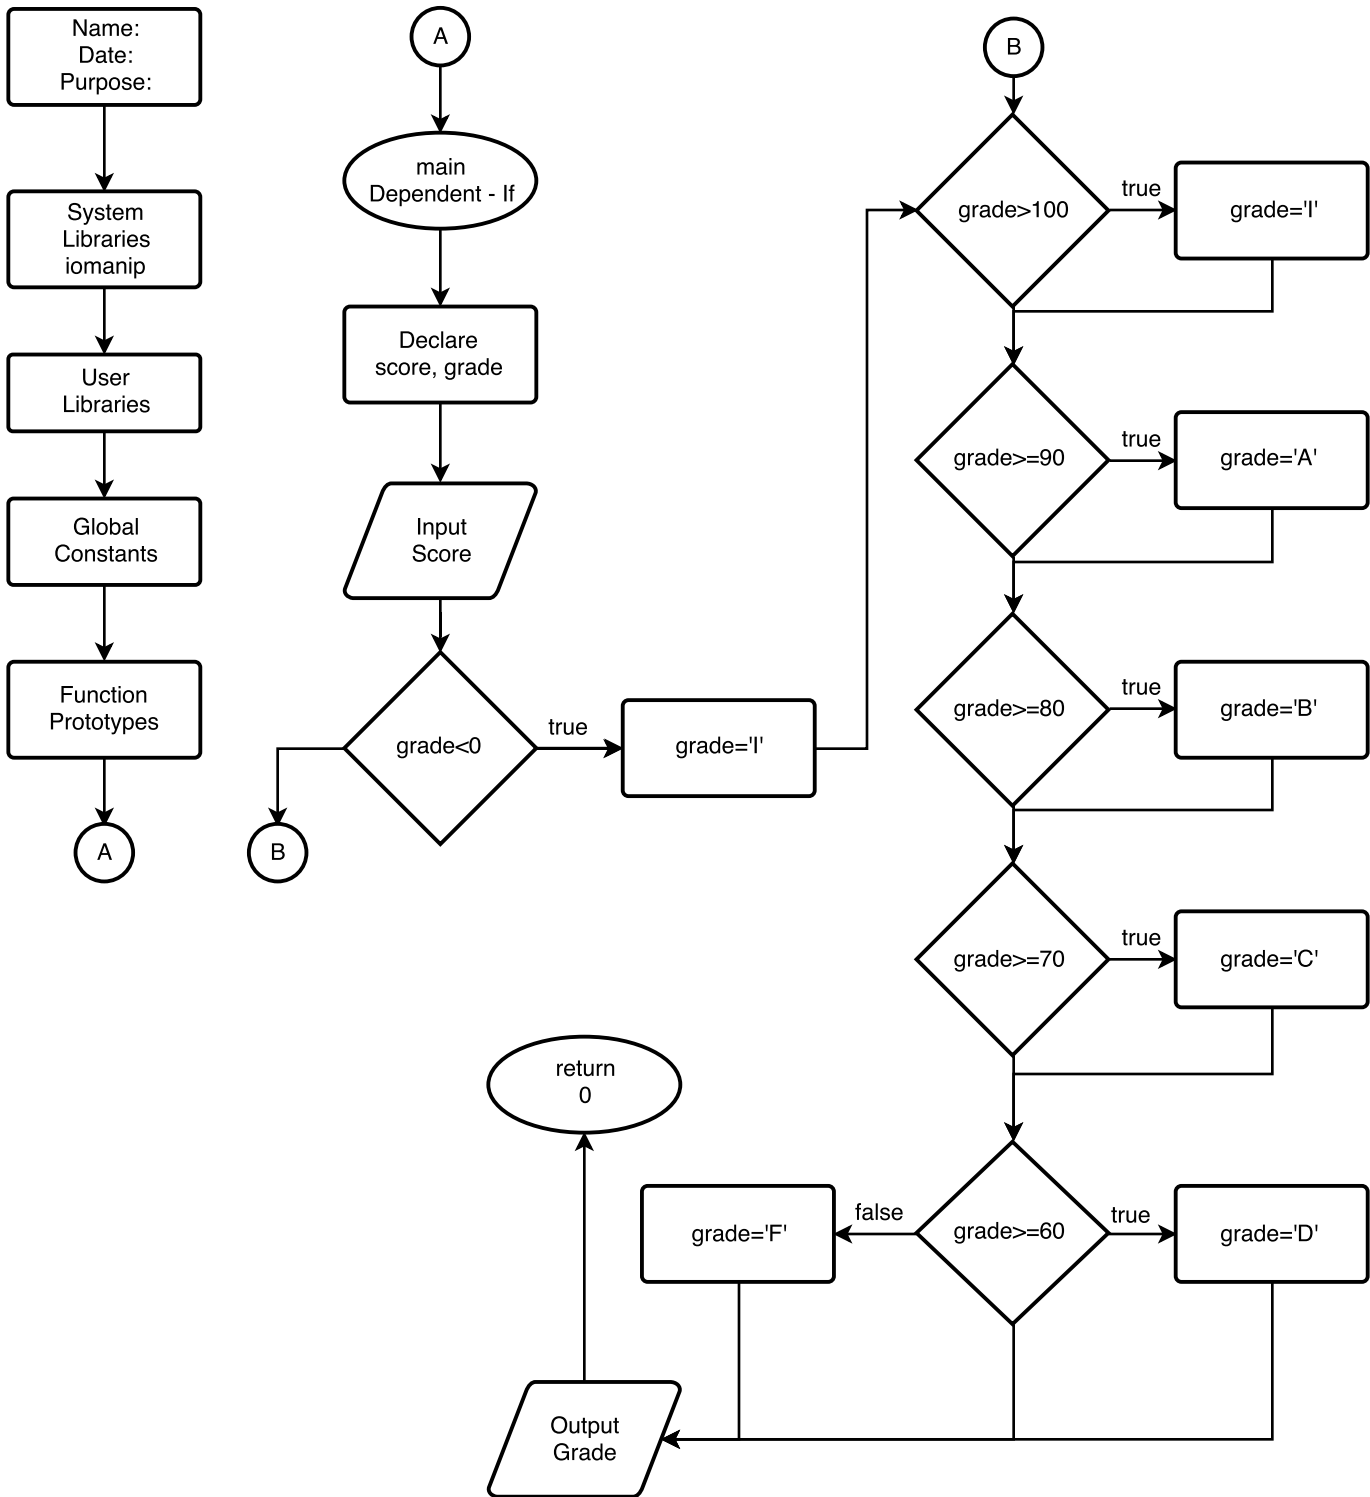 Name:
Date:
Purpose:
System
Libraries
iomanip
User
Libraries
Global
Constants
Function
Prototypes
A
A
main
Dependent - If
Declare
score, grade
Input
Score
grade<0
true
grade='I'
B
B
grade>100
true
grade='I'
grade>=90
true
grade='A'
grade>=80
true
grade='B'
grade>=70
true
grade='C'
grade>=60
true
grade='D'
false
grade='F'
Output
Grade
return
0